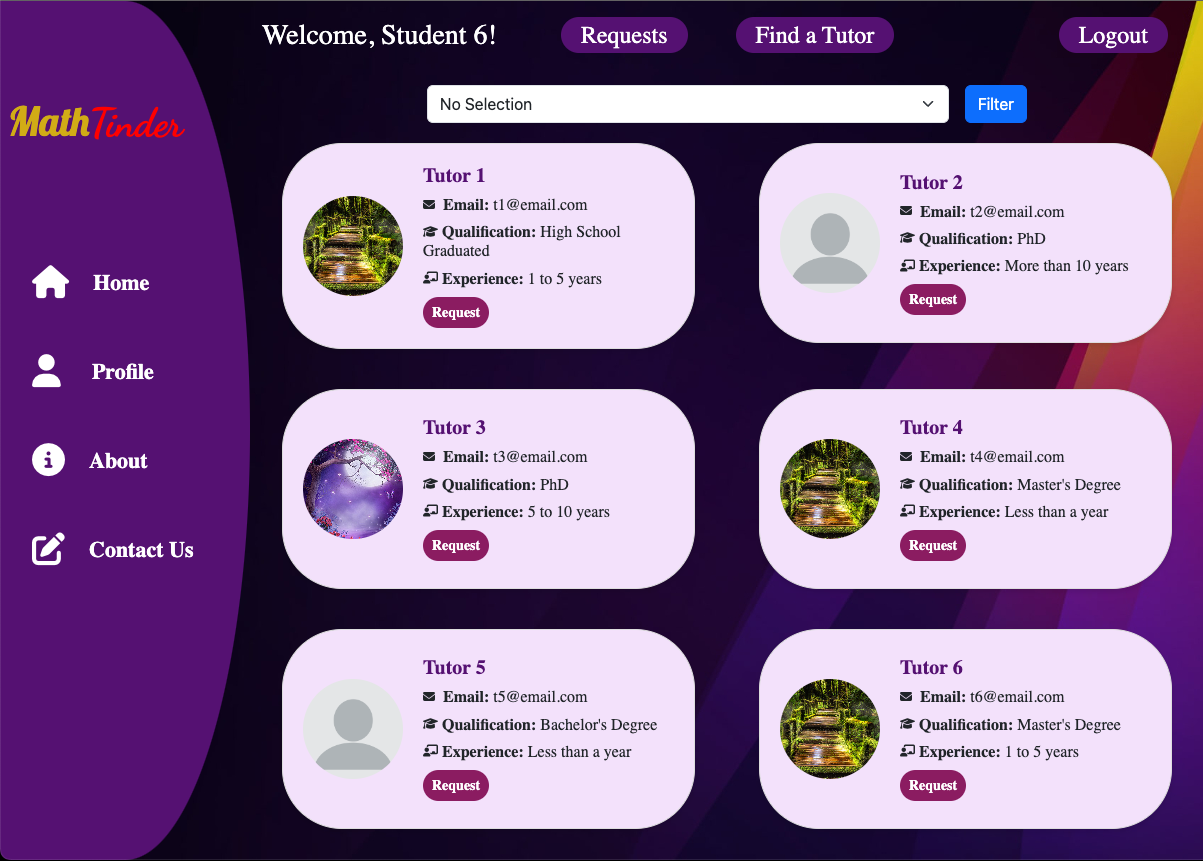 Welcome, Student 6!
Requests
Find a Tutor
Logout
MathTinder
No Selection
Filter
Home
Profile
About
Contact Us
Tutor 1
Email: t1@email.com
Qualification: High School
Graduated
Experience: 1 to 5 years
Request
Tutor 2
Email: t2@email.com
Qualification: PhD
Experience: More than 10 years
Request
Tutor 3
Email: t3@email.com
Qualification: PhD
Experience: 5 to 10 years
Request
Tutor 4
Email: t4@email.com
Qualification: Master's Degree
Experience: Less than a year
Request
Tutor 5
Email: t5@email.com
Qualification: Bachelor's Degree
Experience: Less than a year
Request
Tutor 6
Email: t6@email.com
Qualification: Master's Degree
Experience: 1 to 5 years
Request